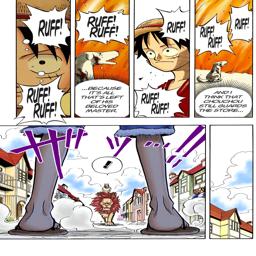 RUFF!
RUFF!
RUFF!
RUFF!
RUFF!
RUFF!
...BECAUSE
IT'S ALL
THAT'S LEFT
OF HIS
BELOVED
MASTER.
RUFF!
RUFF!
RUFF!
RUFF!
RUFF!
AND I
THINK THAT
CHOUCHOU
STILL GUARDS
THE STORE...
!